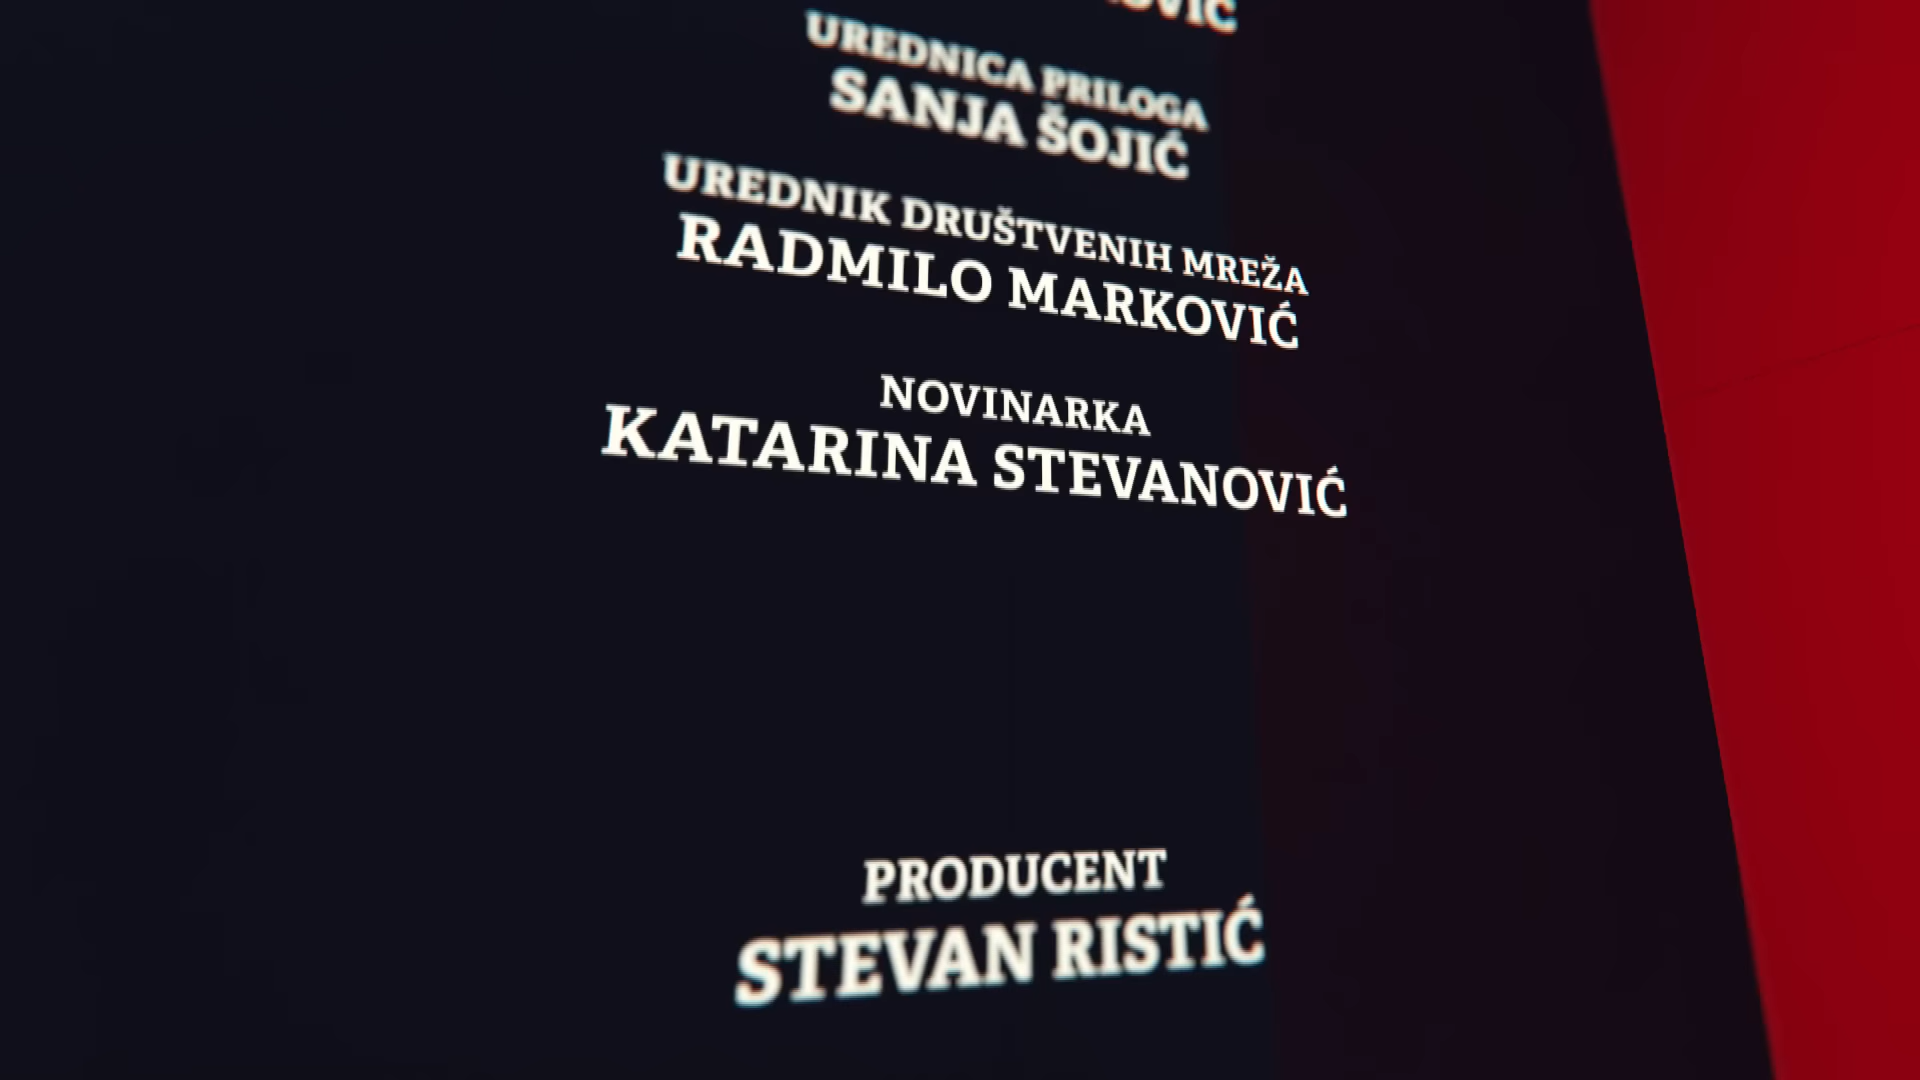 UREDNICA PRILOGA
SANJA ŠOJIĆ
UREDNIK DRUŠTVENIH MREŽA
RADMILO MARKOVIĆ
NOVINARKA
KATARINA STEVANOVIĆ
PRODUCENT
STEVAN RISTIĆ